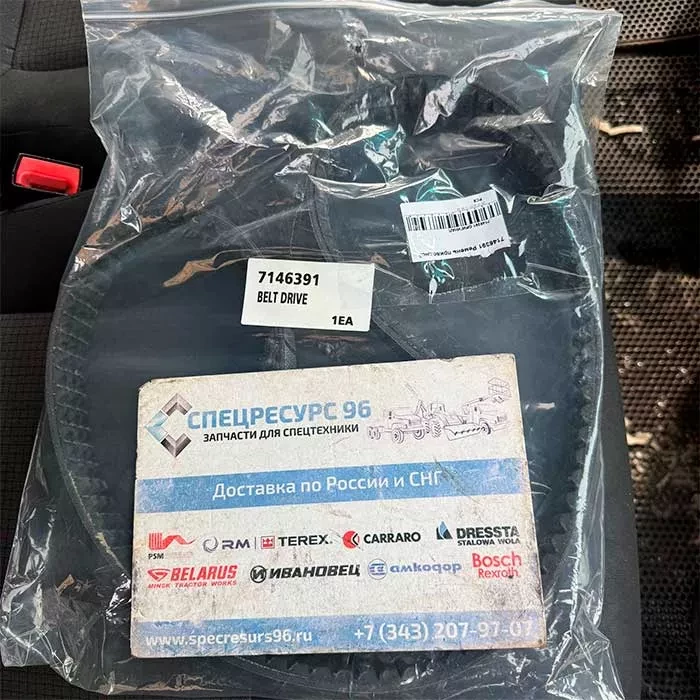 7146391 Ремень приводной
7146391 ОРИГИНАЛ
7146391
BELT DRIVE
1EA
СПЕЦРЕСУРС 96
ЗАПЧАСТИ ДЛЯ СПЕЦТЕХНИКИ
Доставка по России и СНГ
PSM
RM
TEREX
CARRARO
DRESSTA
STALOWA WOLA
BELARUS
MINSK TRACTOR WORKS
ИВАНОВЕЦ
амкодор
Bosch
Rexroth
www.specresurs96.ru
+7 (343) 207-97-07